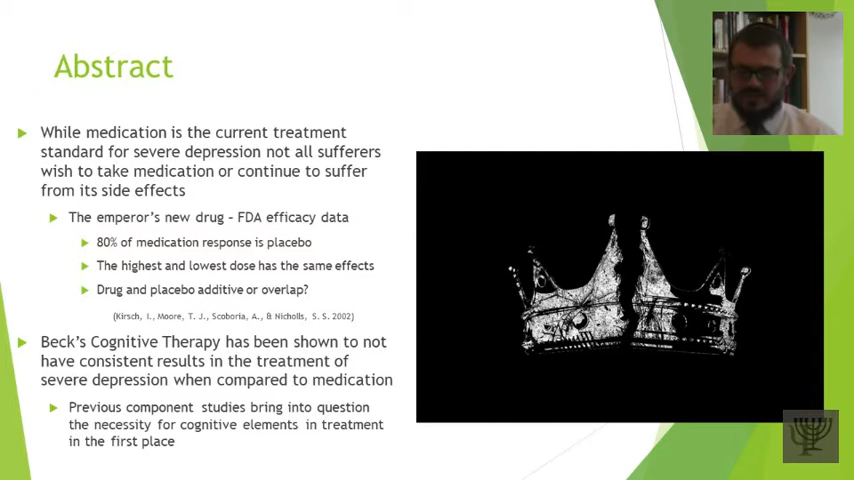 Abstract
While medication is the current treatment
standard for severe depression not all sufferers
wish to take medication or continue to suffer
from its side effects
The emperor's new drug – FDA efficacy data
80% of medication response is placebo
The highest and lowest dose has the same effects
Drug and placebo additive or overlap?
(Kirsch, I., Moore, T. J., Scoboria, A., & Nicholls, S. S. 2002)
Beck's Cognitive Therapy has been shown to not
have consistent results in the treatment of
severe depression when compared to medication
Previous component studies bring into question
the necessity for cognitive elements in treatment
in the first place